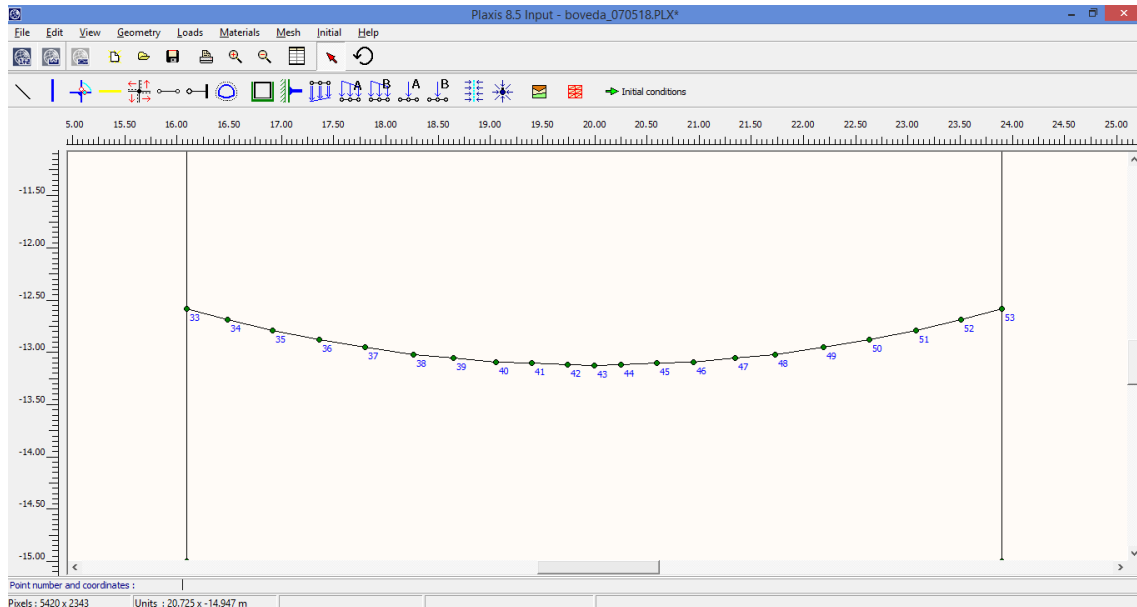 Plaxis 8.5 Input - boveda_070518.PLX*
File Edit View Geometry Loads Materials Mesh Initial Help
A B A B Initial conditions
5.00 15.50 16.00 16.50 17.00 17.50 18.00 18.50 19.00 19.50 20.00 20.50 21.00 21.50 22.00 22.50 23.00 23.50 24.00 24.50 25.00
-11.50
-12.00
-12.50
33 34 35 36 37 38 39 40 41 42 43 44 45 46 47 48 49 50 51 52 53
-13.00
-13.50
-14.00
-14.50
-15.00
Point number and coordinates :
Pixels : 5420 x 2343 Units : 20.725 x -14.947 m